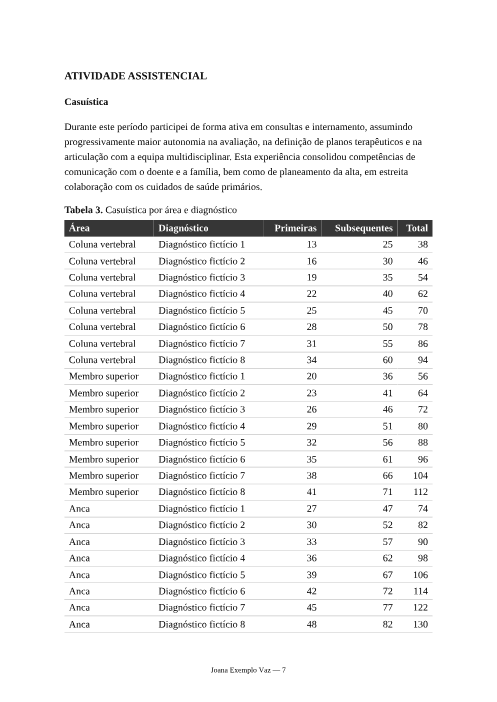 ATIVIDADE ASSISTENCIAL
Casuística
Durante este período participei de forma ativa em consultas e internamento, assumindo
progressivamente maior autonomia na avaliação, na definição de planos terapêuticos e na
articulação com a equipa multidisciplinar. Esta experiência consolidou competências de
comunicação com o doente e a família, bem como de planeamento da alta, em estreita
colaboração com os cuidados de saúde primários.
Tabela 3. Casuística por área e diagnóstico
Área Diagnóstico Primeiras Subsequentes Total
Coluna vertebral Diagnóstico fictício 1 13 25 38
Coluna vertebral Diagnóstico fictício 2 16 30 46
Coluna vertebral Diagnóstico fictício 3 19 35 54
Coluna vertebral Diagnóstico fictício 4 22 40 62
Coluna vertebral Diagnóstico fictício 5 25 45 70
Coluna vertebral Diagnóstico fictício 6 28 50 78
Coluna vertebral Diagnóstico fictício 7 31 55 86
Coluna vertebral Diagnóstico fictício 8 34 60 94
Membro superior Diagnóstico fictício 1 20 36 56
Membro superior Diagnóstico fictício 2 23 41 64
Membro superior Diagnóstico fictício 3 26 46 72
Membro superior Diagnóstico fictício 4 29 51 80
Membro superior Diagnóstico fictício 5 32 56 88
Membro superior Diagnóstico fictício 6 35 61 96
Membro superior Diagnóstico fictício 7 38 66 104
Membro superior Diagnóstico fictício 8 41 71 112
Anca Diagnóstico fictício 1 27 47 74
Anca Diagnóstico fictício 2 30 52 82
Anca Diagnóstico fictício 3 33 57 90
Anca Diagnóstico fictício 4 36 62 98
Anca Diagnóstico fictício 5 39 67 106
Anca Diagnóstico fictício 6 42 72 114
Anca Diagnóstico fictício 7 45 77 122
Anca Diagnóstico fictício 8 48 82 130
Joana Exemplo Vaz — 7